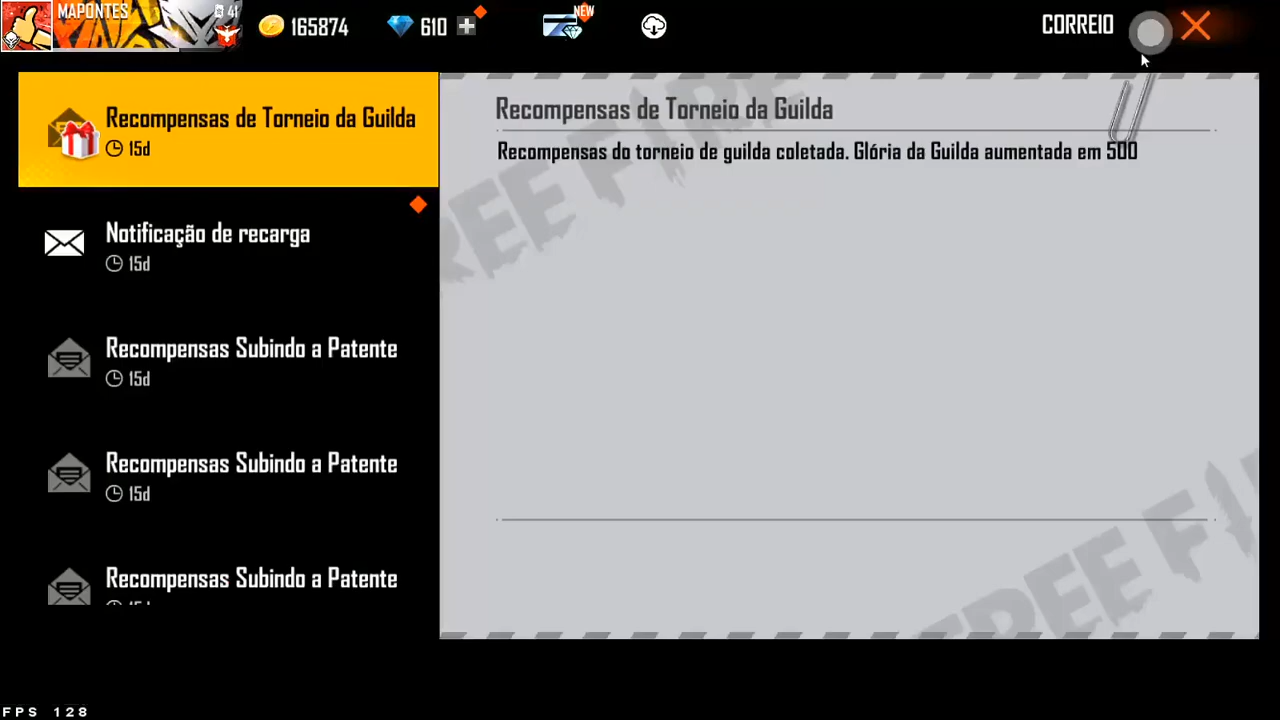 MAPONTES
41
165874
610
NEW
CORREIO
Recompensas de Torneio da Guilda
15d
Notificação de recarga
15d
Recompensas Subindo a Patente
15d
Recompensas Subindo a Patente
15d
Recompensas Subindo a Patente
Recompensas de Torneio da Guilda
Recompensas do torneio de guilda coletada. Glória da Guilda aumentada em 500
FREE FIRE
FREE FIRE
FPS 128